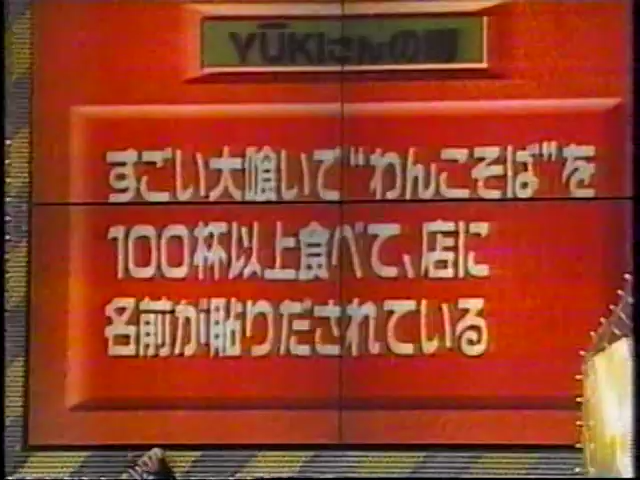 YUKIさんの噂
すごい大喰いで“わんこそば”を
100杯以上食べて、店に
名前が貼りだされている